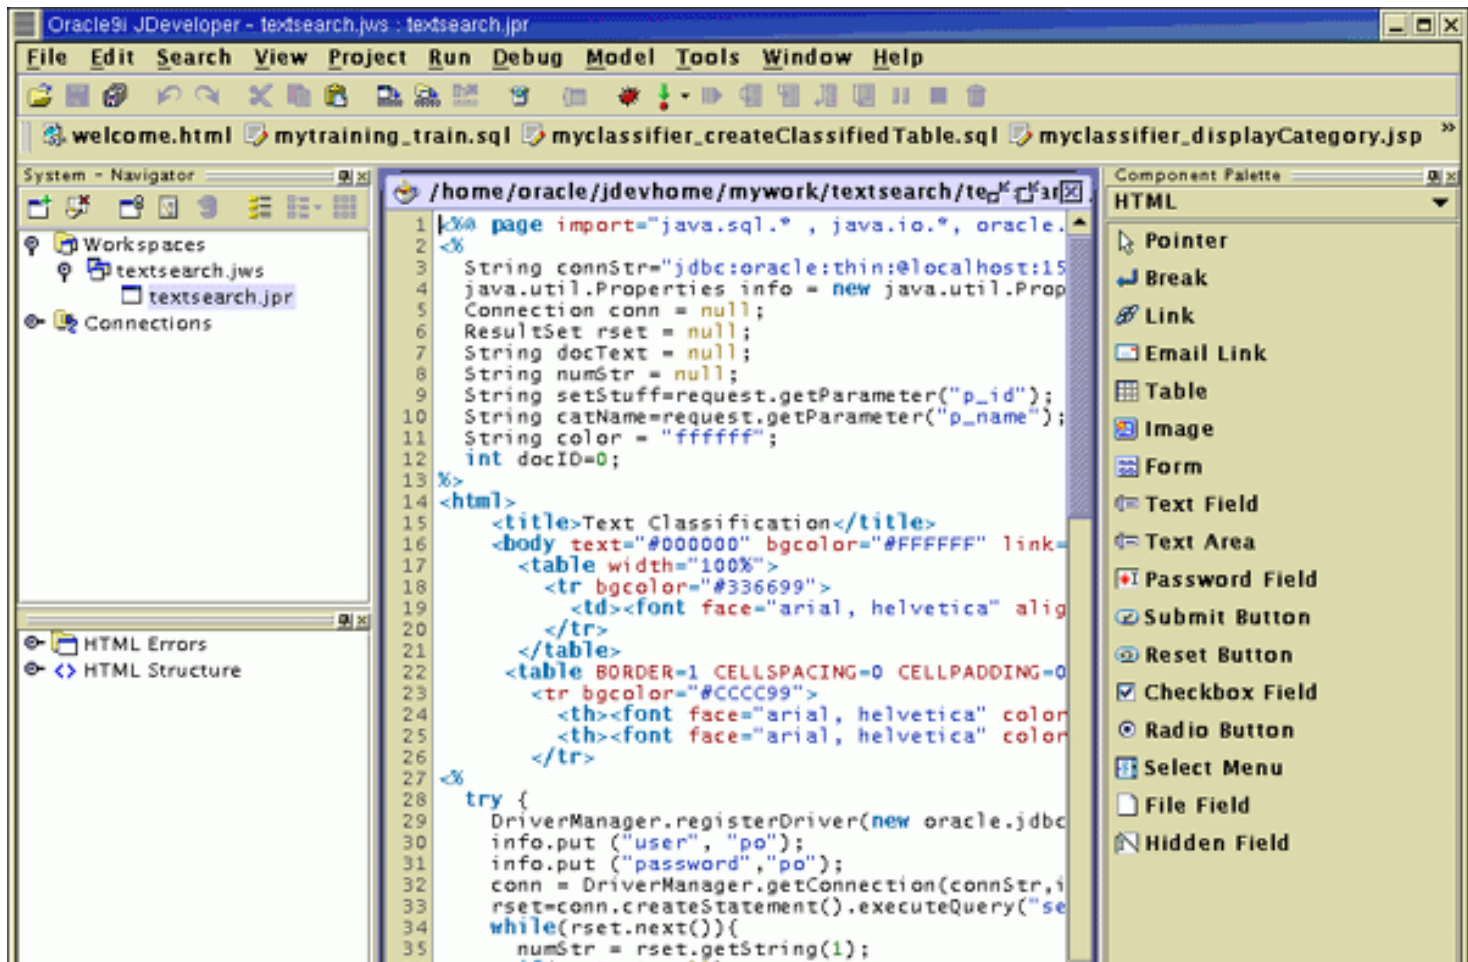 Oracle9i JDeveloper - textsearch.jws : textsearch.jpr
File Edit Search View Project Run Debug Model Tools Window Help
welcome.html mytraining_train.sql myclassifier_createClassifiedTable.sql myclassifier_displayCategory.jsp »
System - Navigator
Workspaces
textsearch.jws
textsearch.jpr
Connections
HTML Errors
HTML Structure
/home/oracle/jdevhome/mywork/textsearch/te
1 <%@ page import="java.sql.* , java.io.*, oracle.
2 <%
3 String connStr="jdbc:oracle:thin:@localhost:15
4 java.util.Properties info = new java.util.Prop
5 Connection conn = null;
6 ResultSet rset = null;
7 String docText = null;
8 String numStr = null;
9 String setStuff=request.getParameter("p_id");
10 String catName=request.getParameter("p_name");
11 String color = "ffffff";
12 int docID=0;
13 %>
14 <html>
15 <title>Text Classification</title>
16 <body text="#000000" bgcolor="#FFFFFF" link=
17 <table width="100%">
18 <tr bgcolor="#336699">
19 <td><font face="arial, helvetica" alig
20 </tr>
21 </table>
22 <table BORDER=1 CELLSPACING=0 CELLPADDING=0
23 <tr bgcolor="#CCCC99">
24 <th><font face="arial, helvetica" color
25 <th><font face="arial, helvetica" color
26 </tr>
27 <%
28 try {
29 DriverManager.registerDriver(new oracle.jdbc
30 info.put ("user", "po");
31 info.put ("password","po");
32 conn = DriverManager.getConnection(connStr,i
33 rset=conn.createStatement().executeQuery("se
34 while(rset.next()){
35 numStr = rset.getString(1);
Component Palette
HTML
Pointer
Break
Link
Email Link
Table
Image
Form
Text Field
Text Area
Password Field
Submit Button
Reset Button
Checkbox Field
Radio Button
Select Menu
File Field
Hidden Field